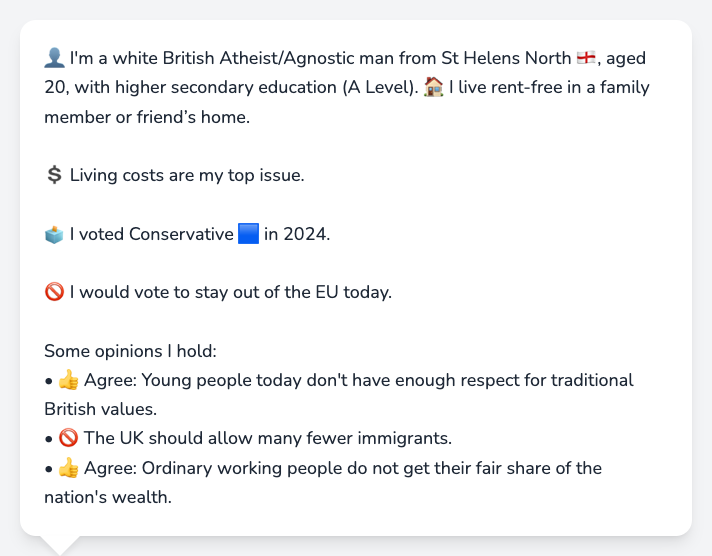 👤 I'm a white British Atheist/Agnostic man from St Helens North 🏴󠁧󠁢󠁥󠁮󠁧󠁿, aged
20, with higher secondary education (A Level). 🏠 I live rent-free in a family
member or friend’s home.
💲 Living costs are my top issue.
🗳️ I voted Conservative 🟦 in 2024.
🚫 I would vote to stay out of the EU today.
Some opinions I hold:
• 👍 Agree: Young people today don't have enough respect for traditional
British values.
• 🚫 The UK should allow many fewer immigrants.
• 👍 Agree: Ordinary working people do not get their fair share of the
nation's wealth.